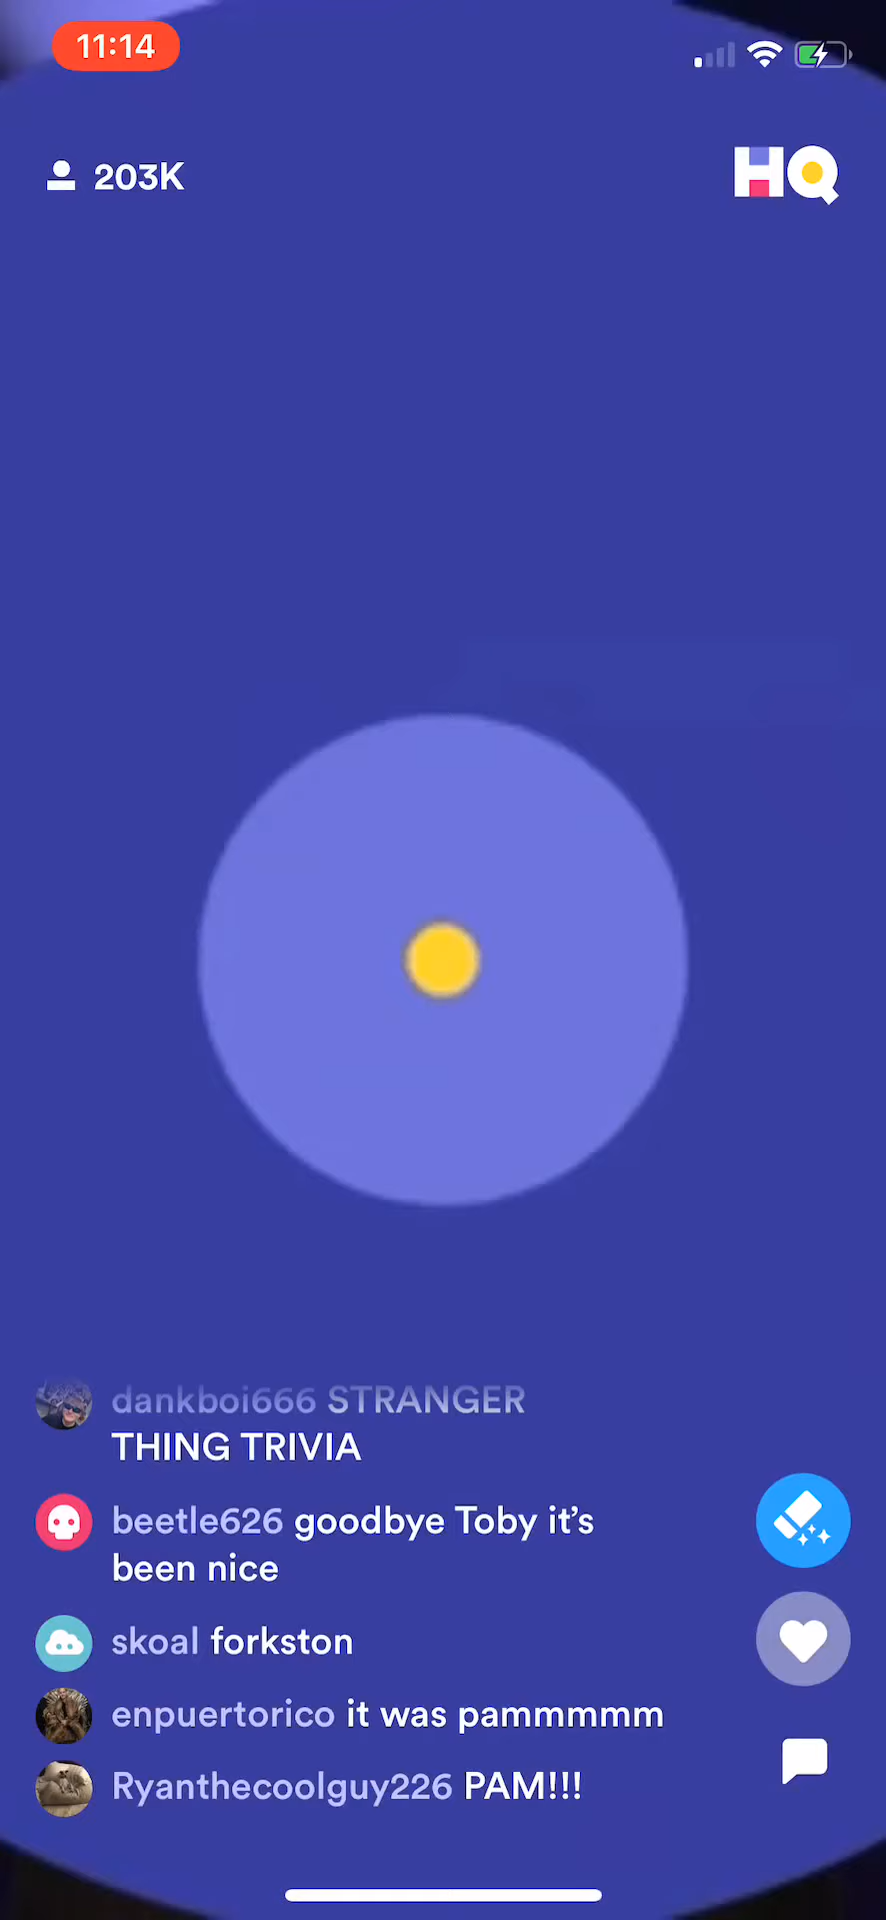 11:14
203K
HQ
dankboi666 STRANGER
THING TRIVIA
beetle626 goodbye Toby it’s
been nice
skoal forkston
enpuertorico it was pammmmm
Ryanthecoolguy226 PAM!!!